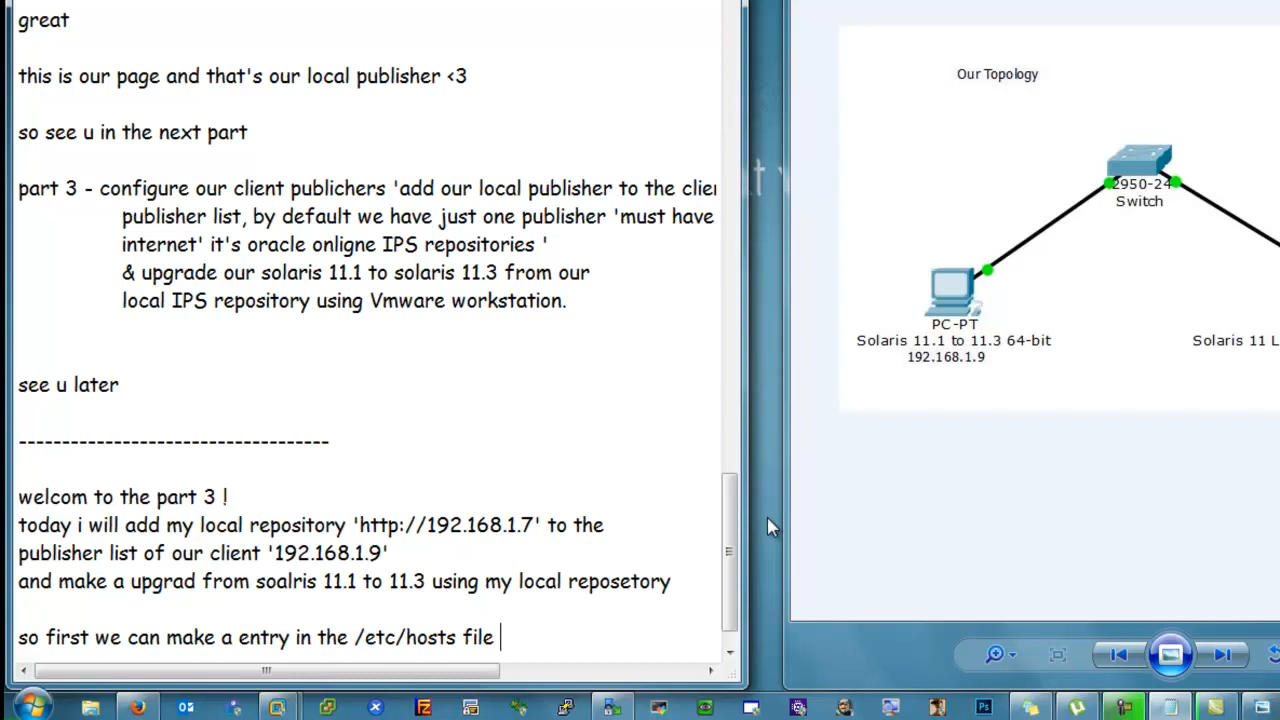 great
this is our page and that's our local publisher <3
so see u in the next part
part 3 - configure our client publichers 'add our local publisher to the clie
publisher list, by default we have just one publisher 'must have
internet' it's oracle onligne IPS repositories '
& upgrade our solaris 11.1 to solaris 11.3 from our
local IPS repository using Vmware workstation.
see u later
-----------------------------------
welcom to the part 3 !
today i will add my local repository 'http://192.168.1.7' to the
publisher list of our client '192.168.1.9'
and make a upgrad from soalris 11.1 to 11.3 using my local reposetory
so first we can make a entry in the /etc/hosts file
Our Topology
2950-24
Switch
PC-PT
Solaris 11.1 to 11.3 64-bit
192.168.1.9
Solaris 11 L